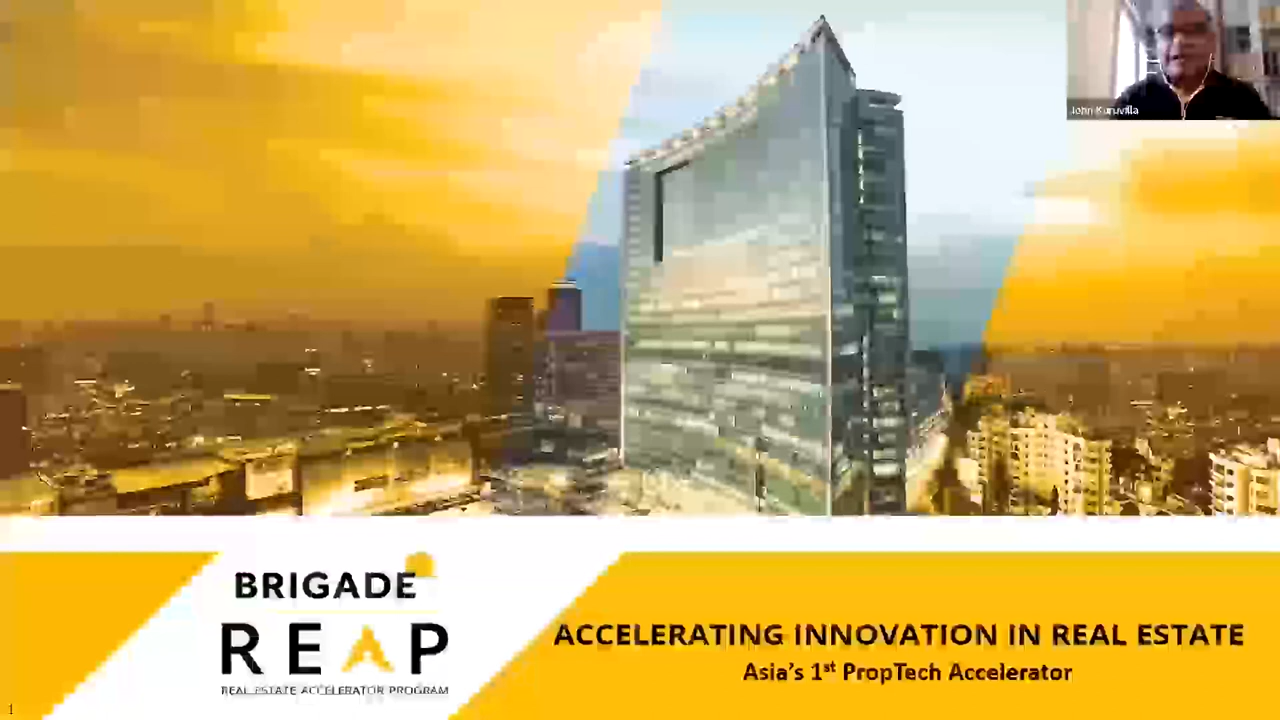 John Kuruvilla
BRIGADE
REAP
REAL ESTATE ACCELERATOR PROGRAM
ACCELERATING INNOVATION IN REAL ESTATE
Asia's 1st PropTech Accelerator
1